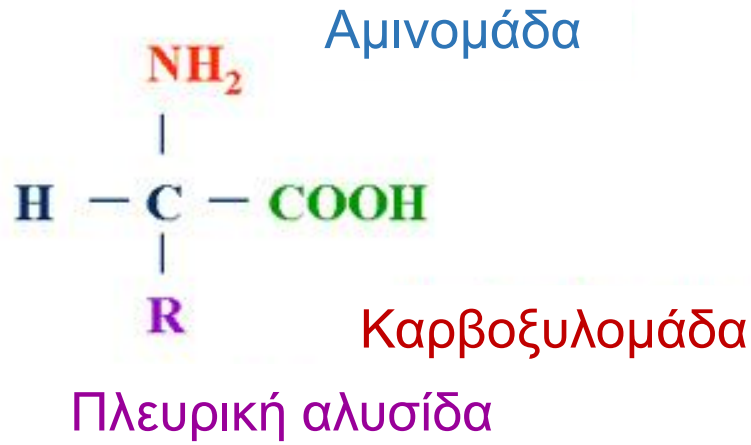 Αμινομάδα
NH₂
H — C — COOH
R
Καρβοξυλομάδα
Πλευρική αλυσίδα